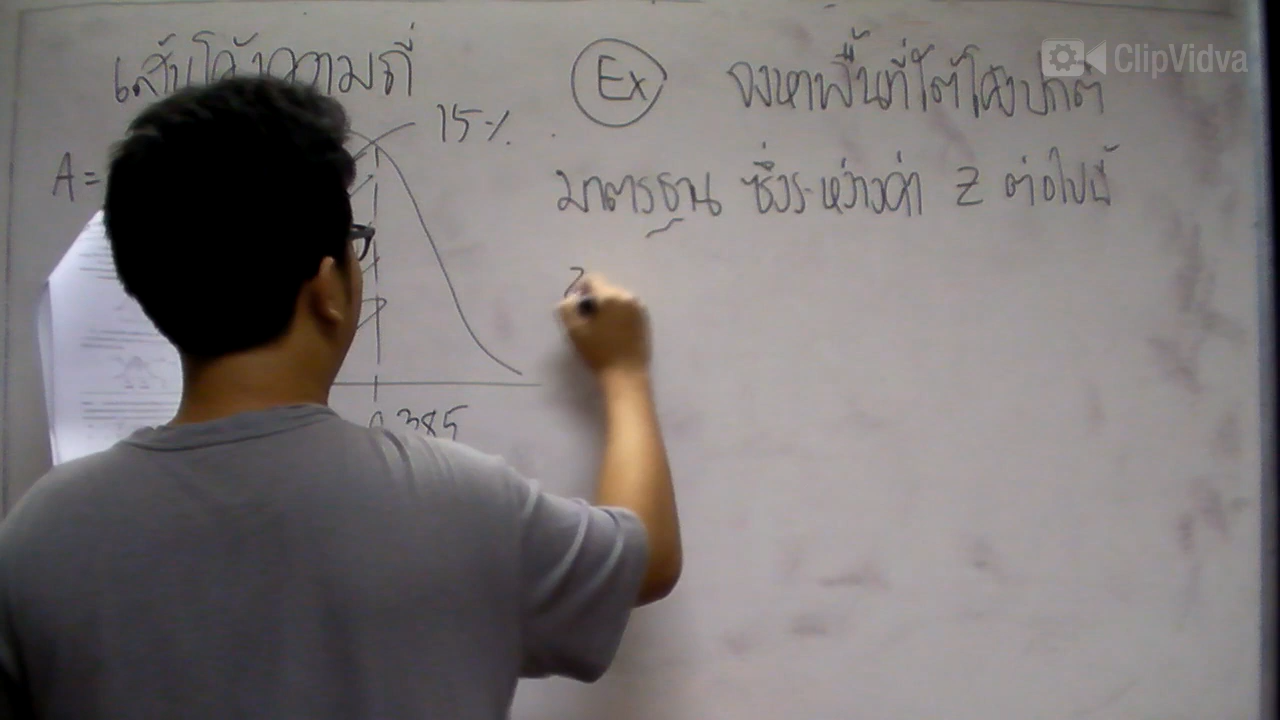 เส้นโค้งความถี่
15%
A=
0.385
Ex จงหาพื้นที่ใต้โค้งปกติ
มาตรฐาน ซึ่งระหว่างค่า Z ต่อไปนี้
ClipVidva